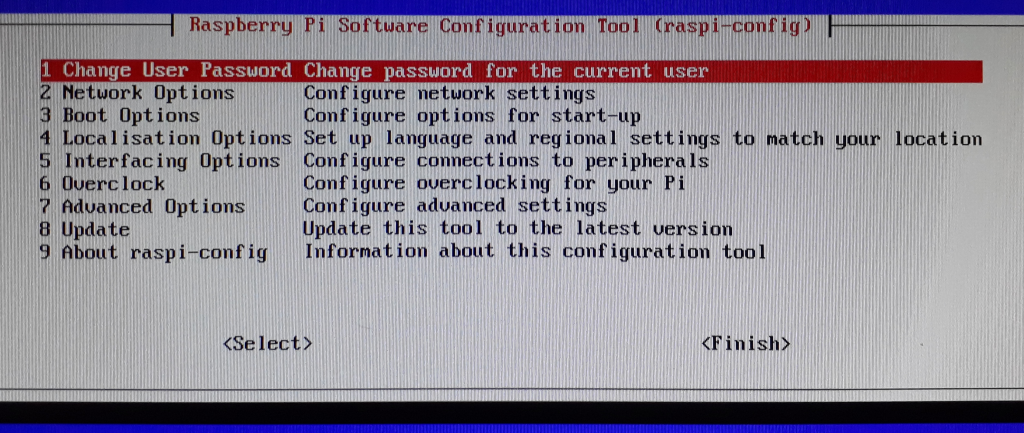 Raspberry Pi Software Configuration Tool (raspi-config)
1 Change User Password Change password for the current user
2 Network Options Configure network settings
3 Boot Options Configure options for start-up
4 Localisation Options Set up language and regional settings to match your location
5 Interfacing Options Configure connections to peripherals
6 Overclock Configure overclocking for your Pi
7 Advanced Options Configure advanced settings
8 Update Update this tool to the latest version
9 About raspi-config Information about this configuration tool
<Select> <Finish>